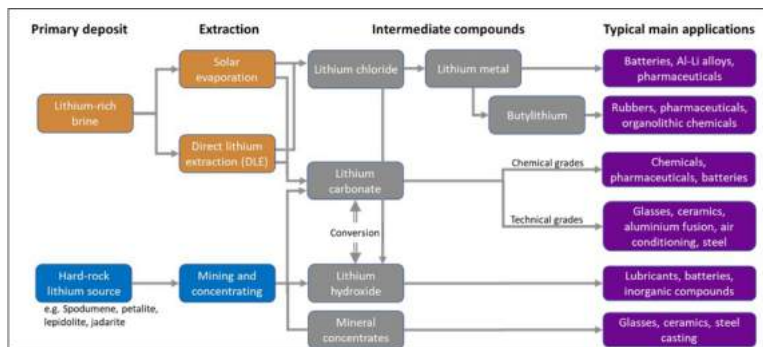 Primary deposit
Extraction
Intermediate compounds
Typical main applications
Lithium-rich
brine
Solar
evaporation
Direct lithium
extraction (DLE)
Lithium chloride
Lithium metal
Butylithium
Batteries, Al-Li alloys,
pharmaceuticals
Rubbers, pharmaceuticals,
organolithic chemicals
Lithium
carbonate
Chemical grades
Technical grades
Chemicals,
pharmaceuticals, batteries
Glasses, ceramics,
aluminium fusion, air
conditioning, steel
Conversion
Hard-rock
lithium source
e.g. Spodumene, petalite,
lepidolite, jadarite
Mining and
concentrating
Lithium
hydroxide
Lubricants, batteries,
inorganic compounds
Mineral
concentrates
Glasses, ceramics, steel
casting